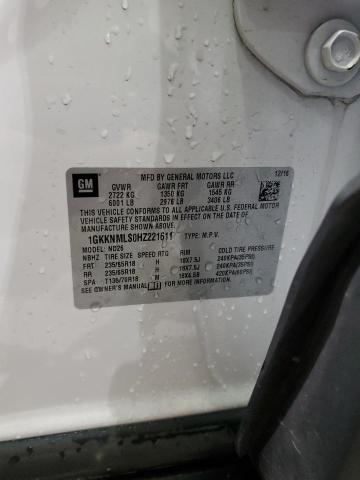 GM
MFD BY GENERAL MOTORS LLC 12/16
GVWR GAWR FRT GAWR RR
2722 KG 1350 KG 1545 KG
6001 LB 2976 LB 3406 LB
THIS VEHICLE CONFORMS TO ALL APPLICABLE U.S. FEDERAL MOTOR
VEHICLE SAFETY STANDARDS IN EFFECT ON THE DATE OF
MANUFACTURE SHOWN ABOVE.
1GKKNMLS0HZ221611 TYPE: M.P.V.
MODEL: ND26
NBHZ TIRE SIZE SPEED RTG RIM COLD TIRE PRESSURE
FRT 235/65R18 H 18X7.5J 240KPA(35PSI)
RR 235/65R18 H 18X7.5J 240KPA(35PSI)
SPA T135/70R18 M 18X4.5B 420KPA(60PSI)
SEE OWNER'S MANUAL FOR MORE INFORMATION.